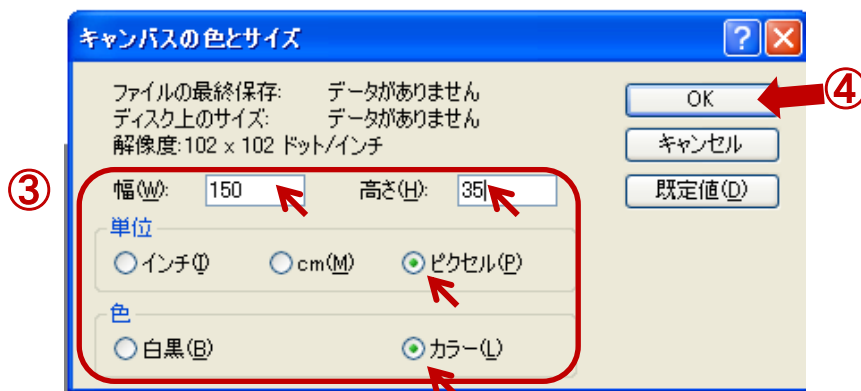 キャンバスの色とサイズ
ファイルの最終保存: データがありません
ディスク上のサイズ: データがありません
解像度:102 x 102 ドット/インチ
OK
④
キャンセル
既定値(D)
③
幅(W): 150 高さ(H): 35
単位
インチ(I) cm(M) ピクセル(P)
色
白黒(B) カラー(L)